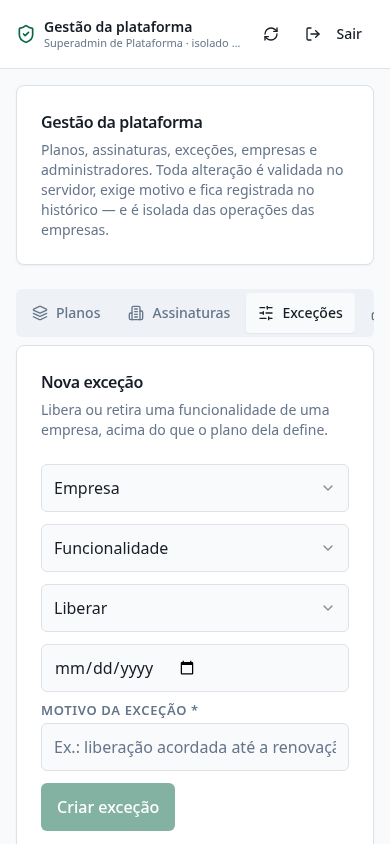 Gestão da plataforma
Superadmin de Plataforma · isolado ...
Sair
Gestão da plataforma
Planos, assinaturas, exceções, empresas e
administradores. Toda alteração é validada no
servidor, exige motivo e fica registrada no
histórico — e é isolada das operações das
empresas.
Planos
Assinaturas
Exceções
Nova exceção
Libera ou retira uma funcionalidade de uma
empresa, acima do que o plano dela define.
Empresa
Funcionalidade
Liberar
mm/dd/yyyy
MOTIVO DA EXCEÇÃO *
Ex.: liberação acordada até a renovaçã
Criar exceção